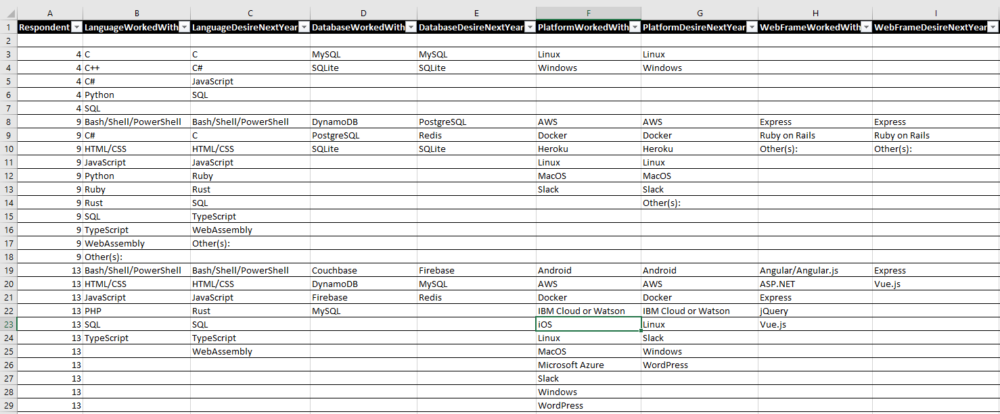 A B C D E F G H I
1 Respondent LanguageWorkedWith LanguageDesireNextYear DatabaseWorkedWith DatabaseDesireNextYear PlatformWorkedWith PlatformDesireNextYear WebFrameWorkedWith WebFrameDesireNextYear
2
3 4 C C MySQL MySQL Linux Linux
4 4 C++ C# SQLite SQLite Windows Windows
5 4 C# JavaScript
6 4 Python SQL
7 4 SQL
8 9 Bash/Shell/PowerShell Bash/Shell/PowerShell DynamoDB PostgreSQL AWS AWS Express Express
9 9 C# C PostgreSQL Redis Docker Docker Ruby on Rails Ruby on Rails
10 9 HTML/CSS HTML/CSS SQLite SQLite Heroku Heroku Other(s): Other(s):
11 9 JavaScript JavaScript Linux Linux
12 9 Python Ruby MacOS MacOS
13 9 Ruby Rust Slack Slack
14 9 Rust SQL Other(s):
15 9 SQL TypeScript
16 9 TypeScript WebAssembly
17 9 WebAssembly Other(s):
18 9 Other(s):
19 13 Bash/Shell/PowerShell Bash/Shell/PowerShell Couchbase Firebase Android Android Angular/Angular.js Express
20 13 HTML/CSS HTML/CSS DynamoDB MySQL AWS AWS ASP.NET Vue.js
21 13 JavaScript JavaScript Firebase Redis Docker Docker Express
22 13 PHP Rust MySQL IBM Cloud or Watson IBM Cloud or Watson jQuery
23 13 SQL SQL iOS Linux Vue.js
24 13 TypeScript TypeScript Linux Slack
25 13 WebAssembly MacOS Windows
26 13 Microsoft Azure WordPress
27 13 Slack
28 13 Windows
29 13 WordPress